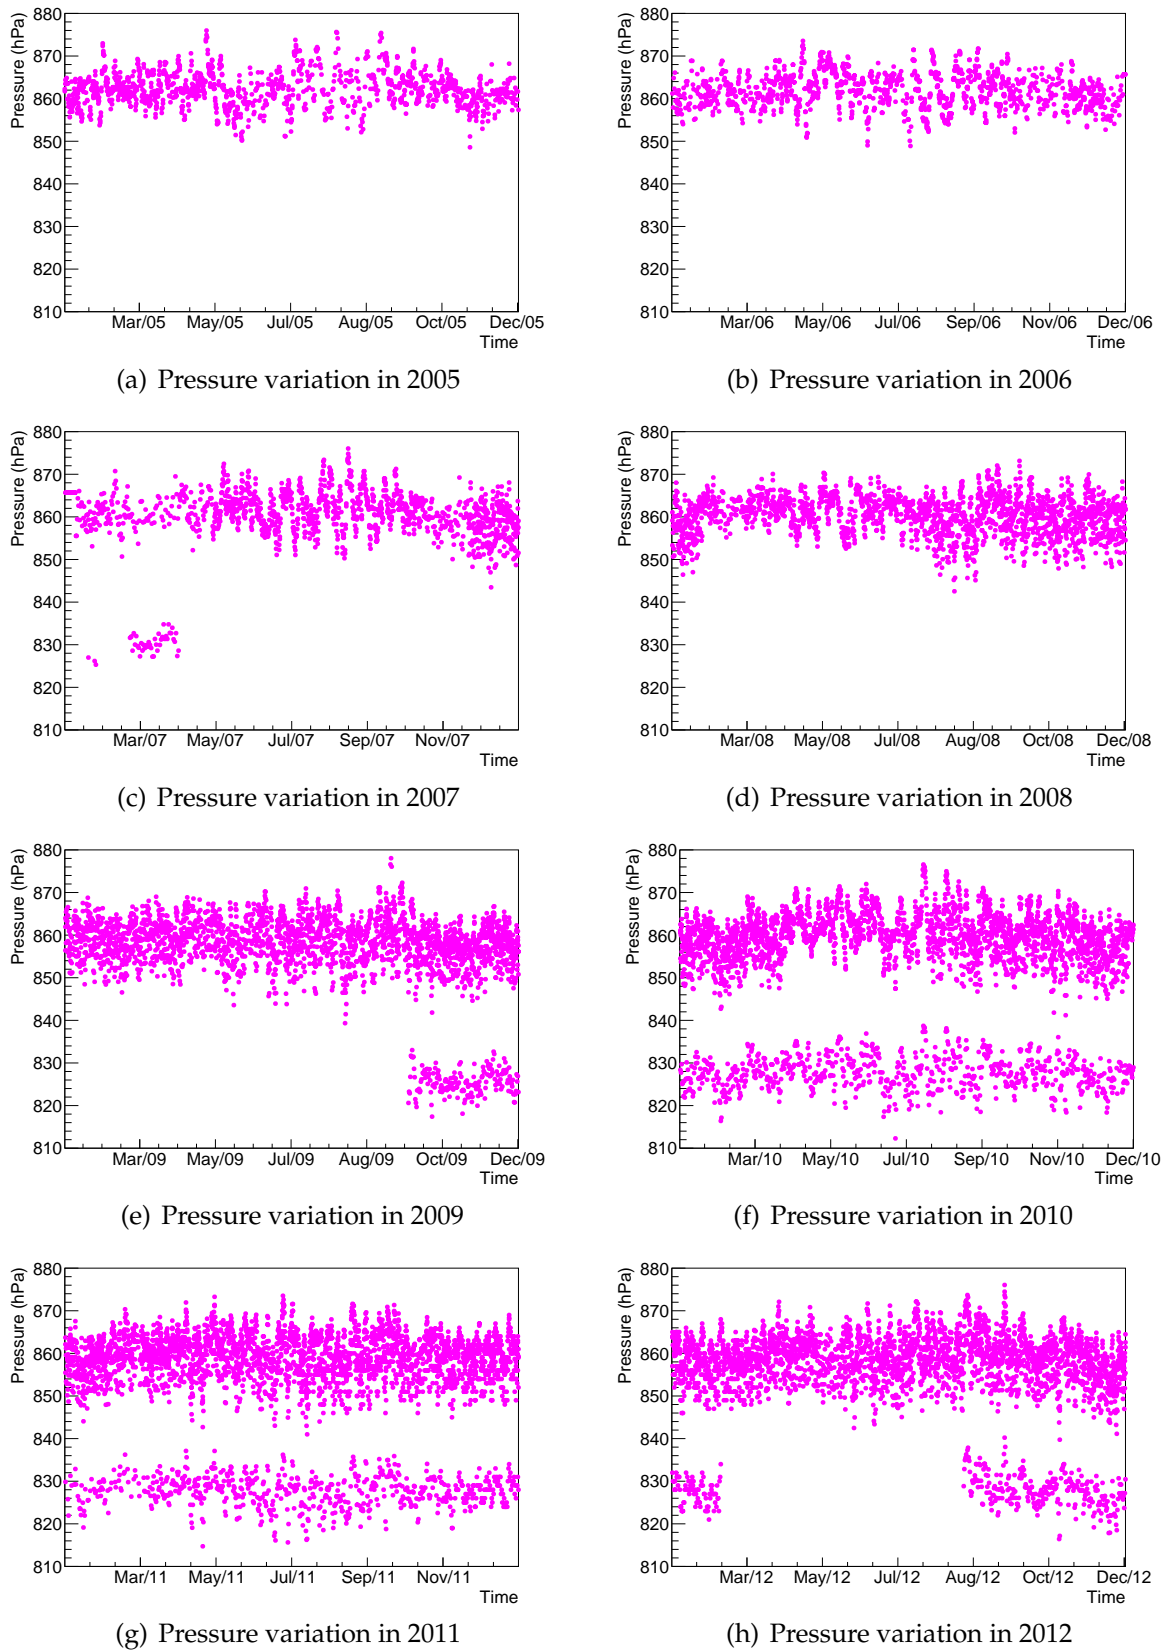 Pressure (hPa)
880
870
860
850
840
830
820
810
Mar/05 May/05 Jul/05 Aug/05 Oct/05 Dec/05
Time
(a) Pressure variation in 2005
Pressure (hPa)
880
870
860
850
840
830
820
810
Mar/06 May/06 Jul/06 Sep/06 Nov/06 Dec/06
Time
(b) Pressure variation in 2006
Pressure (hPa)
880
870
860
850
840
830
820
810
Mar/07 May/07 Jul/07 Sep/07 Nov/07
Time
(c) Pressure variation in 2007
Pressure (hPa)
880
870
860
850
840
830
820
810
Mar/08 May/08 Jul/08 Aug/08 Oct/08 Dec/08
Time
(d) Pressure variation in 2008
Pressure (hPa)
880
870
860
850
840
830
820
810
Mar/09 May/09 Jul/09 Aug/09 Oct/09 Dec/09
Time
(e) Pressure variation in 2009
Pressure (hPa)
880
870
860
850
840
830
820
810
Mar/10 May/10 Jul/10 Sep/10 Nov/10 Dec/10
Time
(f) Pressure variation in 2010
Pressure (hPa)
880
870
860
850
840
830
820
810
Mar/11 May/11 Jul/11 Sep/11 Nov/11
Time
(g) Pressure variation in 2011
Pressure (hPa)
880
870
860
850
840
830
820
810
Mar/12 May/12 Jul/12 Aug/12 Oct/12 Dec/12
Time
(h) Pressure variation in 2012